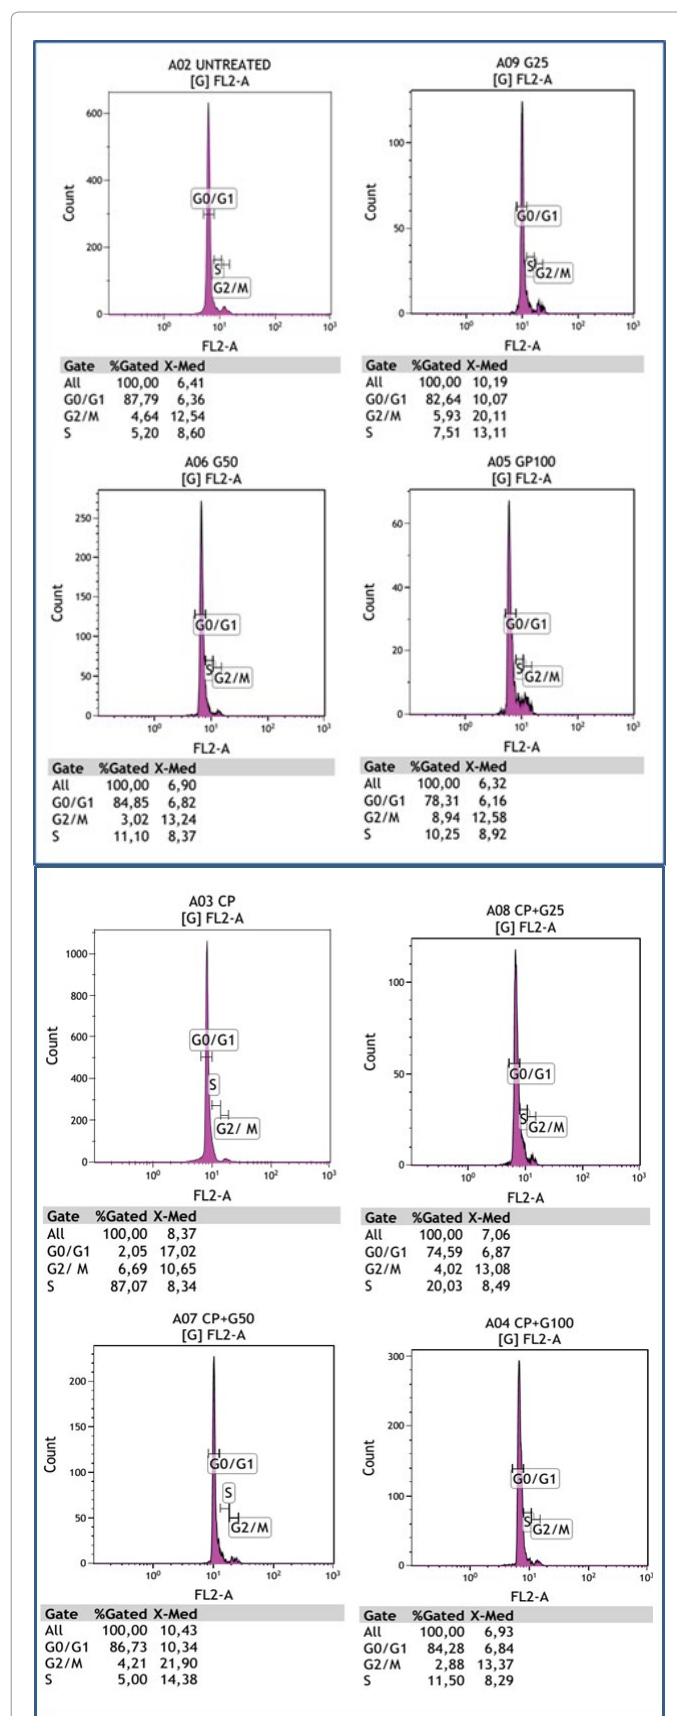 A02 UNTREATED
[G] FL2-A
600
400
200
0
Count
G0/G1
S
G2/M
10⁰ 10¹ 10² 10³
FL2-A
Gate %Gated X-Med
All 100,00 6,41
G0/G1 87,79 6,36
G2/M 4,64 12,54
S 5,20 8,60
A09 G25
[G] FL2-A
100
50
0
Count
G0/G1
S
G2/M
10⁰ 10¹ 10² 10³
FL2-A
Gate %Gated X-Med
All 100,00 10,19
G0/G1 82,64 10,07
G2/M 5,93 20,11
S 7,51 13,11
A06 G50
[G] FL2-A
250
200
150
100
50
0
Count
G0/G1
S
G2/M
10⁰ 10¹ 10² 10³
FL2-A
Gate %Gated X-Med
All 100,00 6,90
G0/G1 84,85 6,82
G2/M 3,02 13,24
S 11,10 8,37
A05 GP100
[G] FL2-A
60
40
20
0
Count
G0/G1
S
G2/M
10⁰ 10¹ 10² 10³
FL2-A
Gate %Gated X-Med
All 100,00 6,32
G0/G1 78,31 6,16
G2/M 8,94 12,58
S 10,25 8,92
A03 CP
[G] FL2-A
1000
800
600
400
200
0
Count
G0/G1
S
G2/ M
10⁰ 10¹ 10² 10³
FL2-A
Gate %Gated X-Med
All 100,00 8,37
G0/G1 2,05 17,02
G2/ M 6,69 10,65
S 87,07 8,34
A08 CP+G25
[G] FL2-A
100
50
0
Count
G0/G1
S
G2/M
10⁰ 10¹ 10² 10³
FL2-A
Gate %Gated X-Med
All 100,00 7,06
G0/G1 74,59 6,87
G2/M 4,02 13,08
S 20,03 8,49
A07 CP+G50
[G] FL2-A
200
150
100
50
0
Count
G0/G1
S
G2/M
10⁰ 10¹ 10² 10³
FL2-A
Gate %Gated X-Med
All 100,00 10,43
G0/G1 86,73 10,34
G2/M 4,21 21,90
S 5,00 14,38
A04 CP+G100
[G] FL2-A
300
200
100
0
Count
G0/G1
S
G2/M
10⁰ 10¹ 10² 10³
FL2-A
Gate %Gated X-Med
All 100,00 6,93
G0/G1 84,28 6,84
G2/M 2,88 13,37
S 11,50 8,29